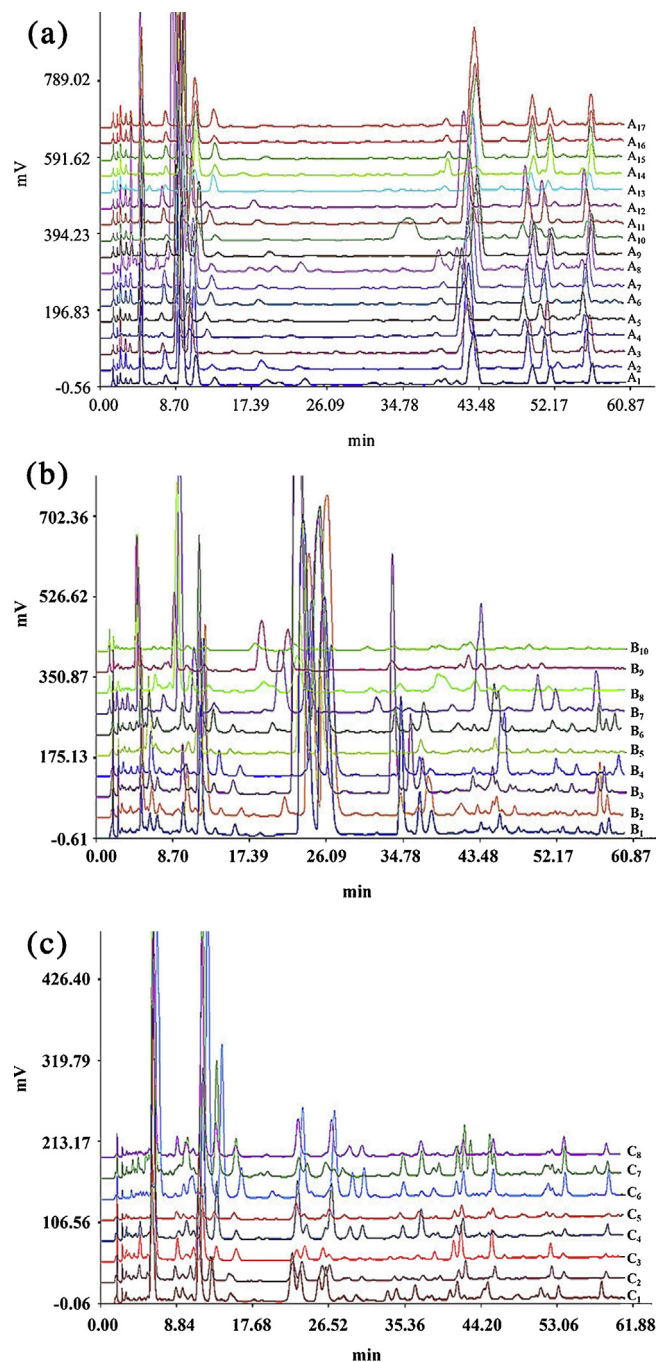 (a)
789.02
591.62
394.23
196.83
-0.56
mV
A17
A16
A15
A14
A13
A12
A11
A10
A9
A8
A7
A6
A5
A4
A3
A2
A1
0.00 8.70 17.39 26.09 34.78 43.48 52.17 60.87
min
(b)
702.36
526.62
350.87
175.13
-0.61
mV
B10
B9
B8
B7
B6
B5
B4
B3
B2
B1
0.00 8.70 17.39 26.09 34.78 43.48 52.17 60.87
min
(c)
426.40
319.79
213.17
106.56
-0.06
mV
C8
C7
C6
C5
C4
C3
C2
C1
0.00 8.84 17.68 26.52 35.36 44.20 53.06 61.88
min